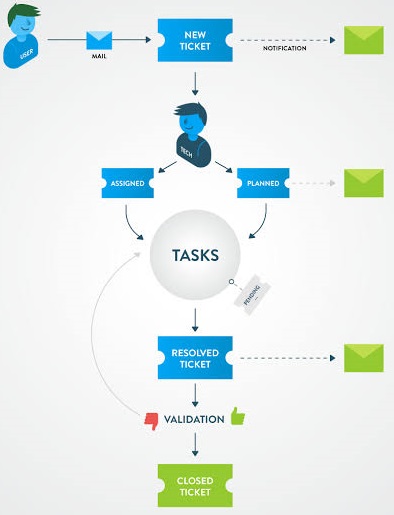 USER
MAIL
NEW
TICKET
NOTIFICATION
TECH
ASSIGNED
PLANNED
TASKS
PENDING
...
RESOLVED
TICKET
VALIDATION
CLOSED
TICKET